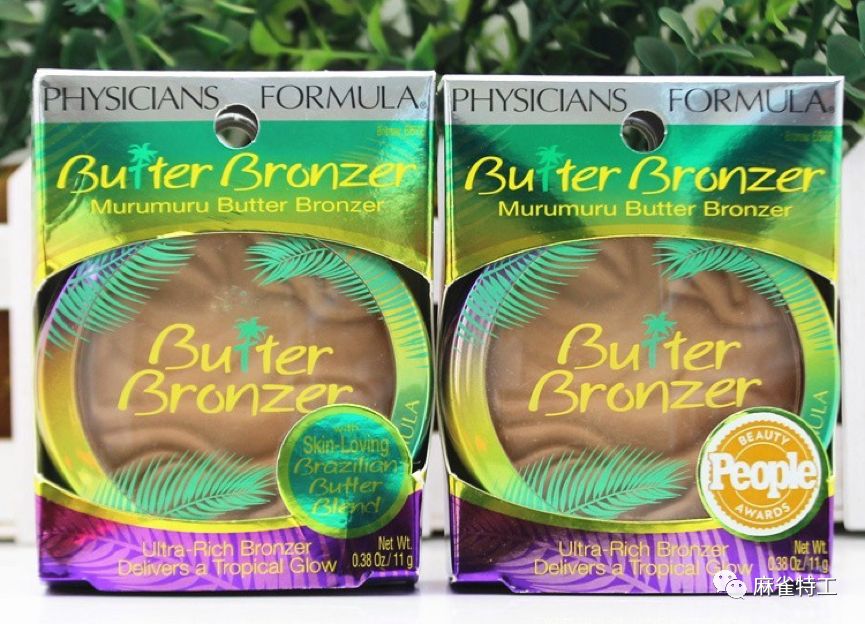 PHYSICIANS FORMULA®
Butter Bronzer
Murumuru Butter Bronzer
Butter
Bronzer
with
Skin-Loving
Brazilian
Butter
Blend
Ultra-Rich Bronzer
Delivers a Tropical Glow
Net Wt.
0.38 Oz/11 g
PHYSICIANS FORMULA®
Bronzer
Butter Bronzer
Murumuru Butter Bronzer
Butter
Bronzer
BEAUTY
People
AWARDS
Ultra-Rich Bronzer
Delivers a Tropical Glow
Net Wt.
0.38 Oz/11 g
麻雀特工